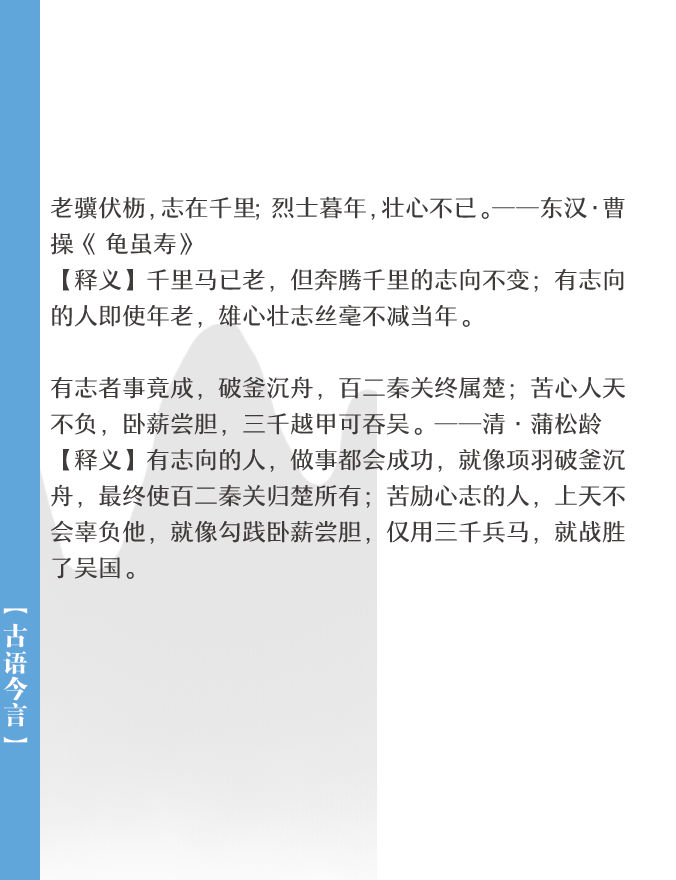 老骥伏枥，志在千里；烈士暮年，壮心不已。——东汉·曹
操《 龟虽寿》
【释义】千里马已老，但奔腾千里的志向不变；有志向
的人即使年老，雄心壮志丝毫不减当年。
有志者事竟成，破釜沉舟，百二秦关终属楚；苦心人天
不负，卧薪尝胆，三千越甲可吞吴。——清·蒲松龄
【释义】有志向的人，做事都会成功，就像项羽破釜沉
舟，最终使百二秦关归楚所有；苦励心志的人，上天不
会辜负他，就像勾践卧薪尝胆，仅用三千兵马，就战胜
了吴国。
【古语今言】